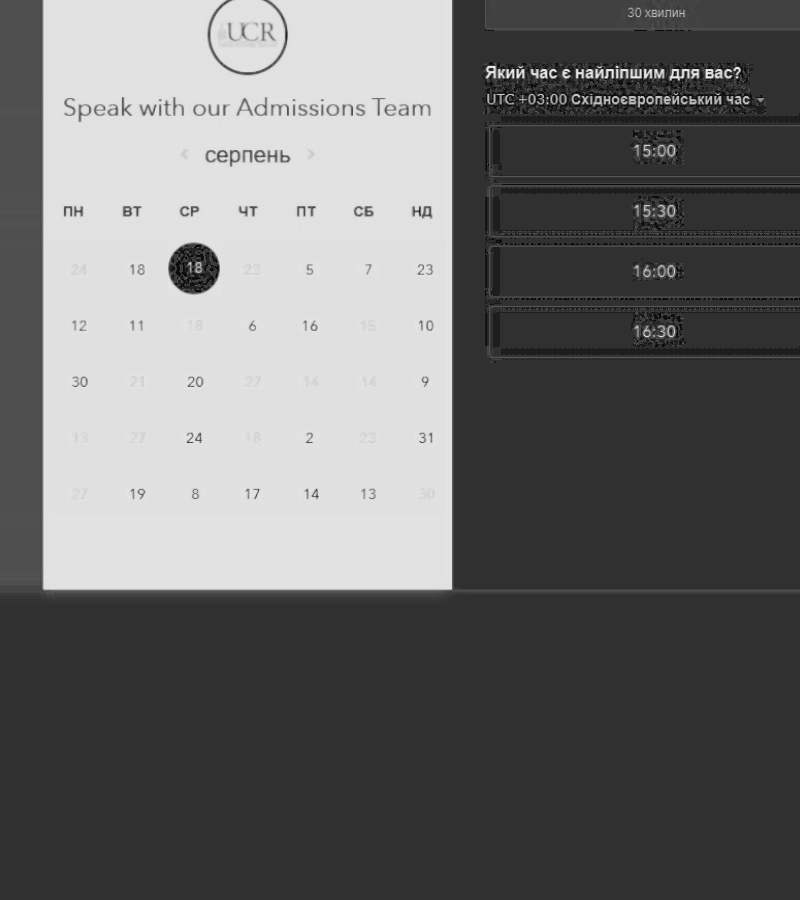 UCR
Speak with our Admissions Team
серпень
ПН ВТ СР ЧТ ПТ СБ НД
24 18 18 23 5 7 23
12 11 18 6 16 15 10
30 21 20 27 14 14 9
13 27 24 18 2 23 31
27 19 8 17 14 13 30
30 хвилин
Який час є найліпшим для вас?
UTC +03:00 Східноєвропейський час
15:00
15:30
16:00
16:30